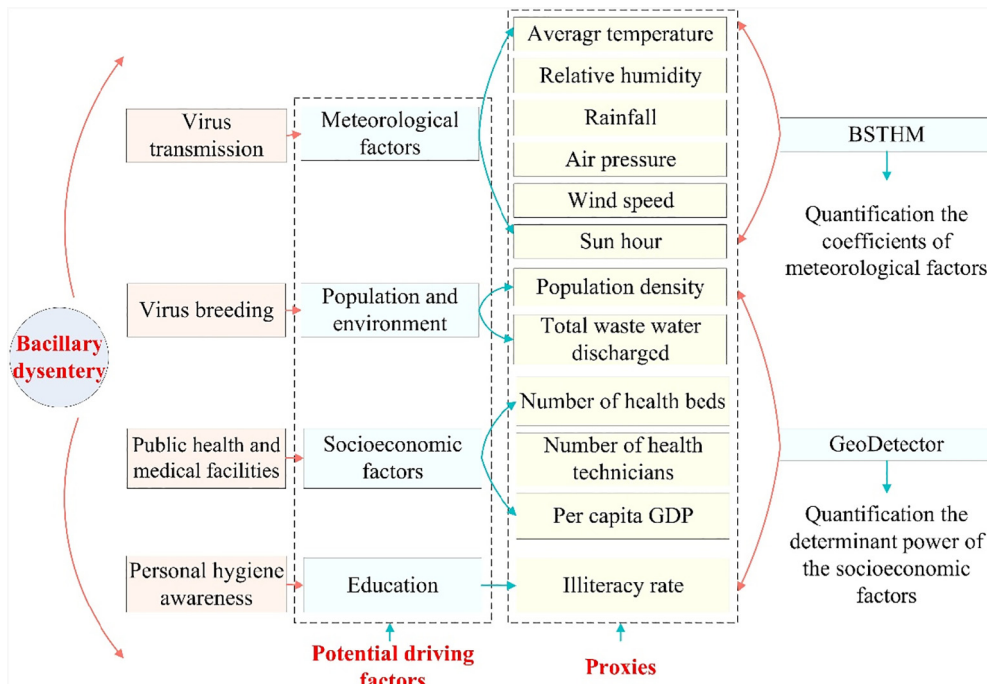 Bacillary
dysentery
Virus
transmission
Virus breeding
Public health and
medical facilities
Personal hygiene
awareness
Meteorological
factors
Population and
environment
Socioeconomic
factors
Education
Potential driving
factors
Averagr temperature
Relative humidity
Rainfall
Air pressure
Wind speed
Sun hour
Population density
Total waste water
discharged
Number of health beds
Number of health
technicians
Per capita GDP
Illiteracy rate
Proxies
BSTHM
Quantification the
coefficients of
meteorological factors
GeoDetector
Quantification the
determinant power of
the socioeconomic
factors